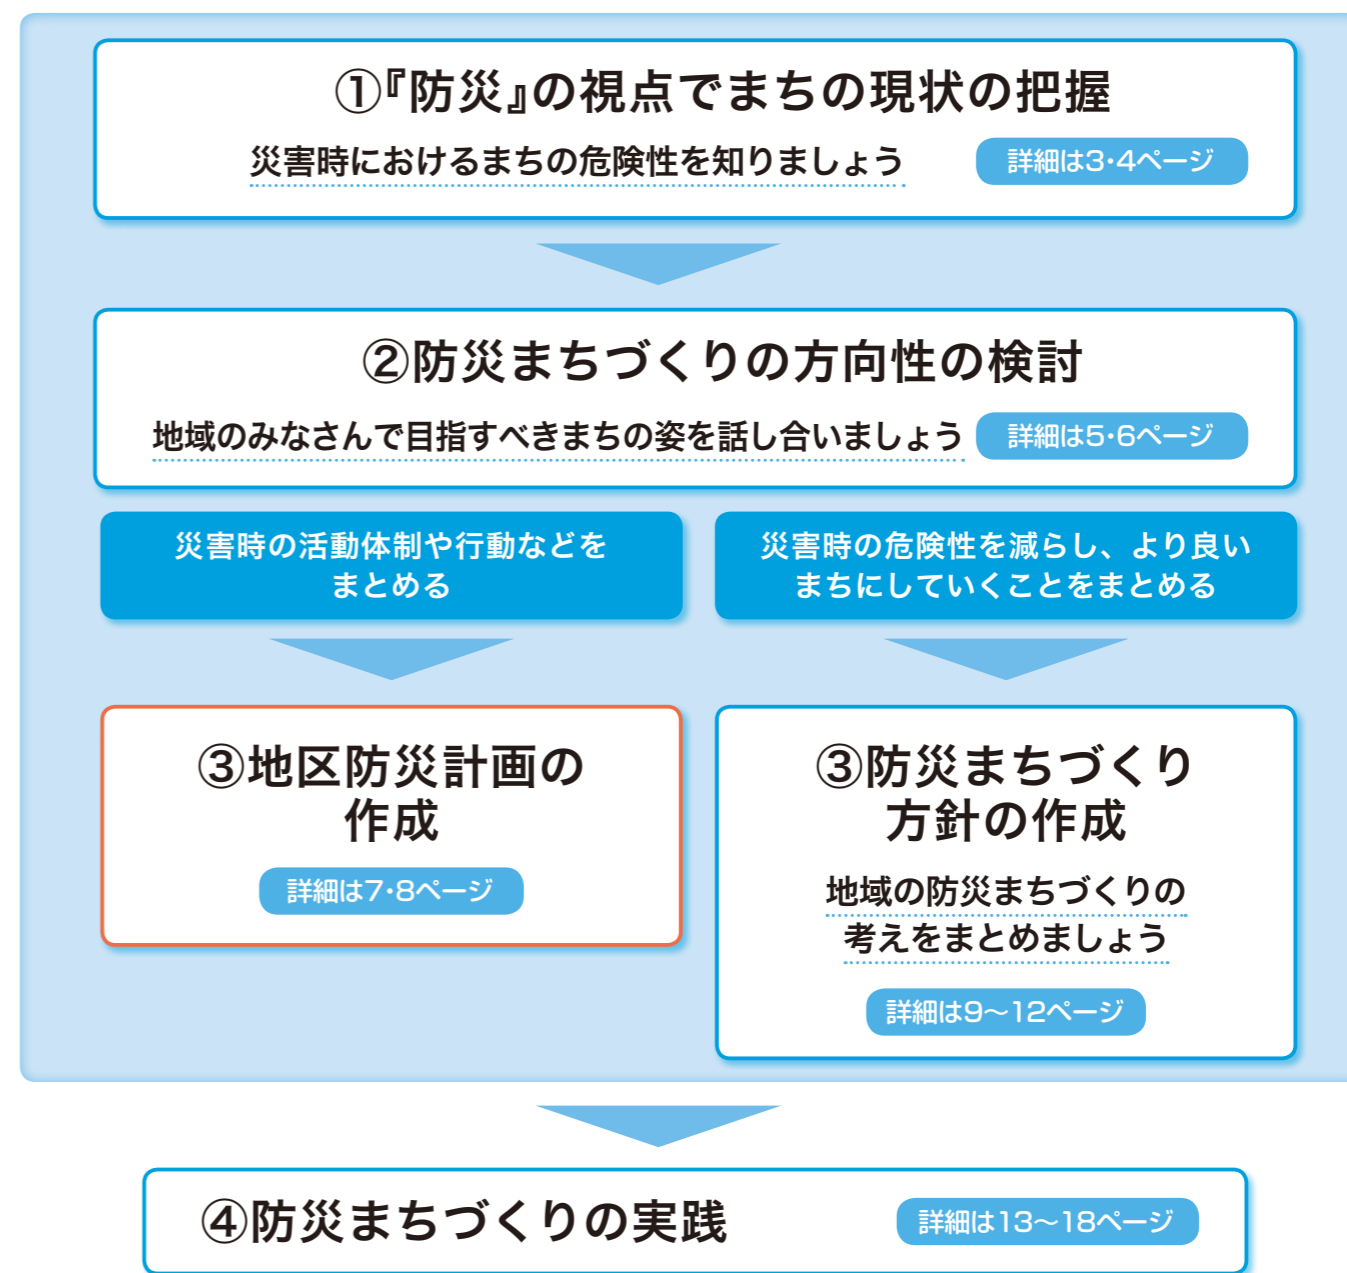 ①『防災』の視点でまちの現状の把握
災害時におけるまちの危険性を知りましょう
詳細は3・4ページ
②防災まちづくりの方向性の検討
地域のみなさんで目指すべきまちの姿を話し合いましょう
詳細は5・6ページ
災害時の活動体制や行動などを
まとめる
災害時の危険性を減らし、より良い
まちにしていくことをまとめる
③地区防災計画の
作成
詳細は7・8ページ
③防災まちづくり
方針の作成
地域の防災まちづくりの
考えをまとめましょう
詳細は9～12ページ
④防災まちづくりの実践
詳細は13～18ページ